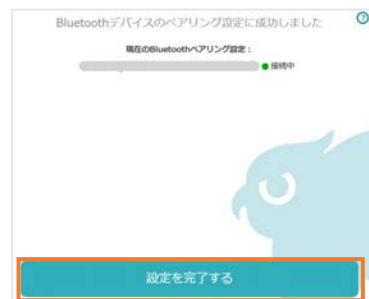 Bluetoothデバイスのペアリング設定に成功しました
?
現在のBluetoothペアリング設定：
接続中
設定を完了する